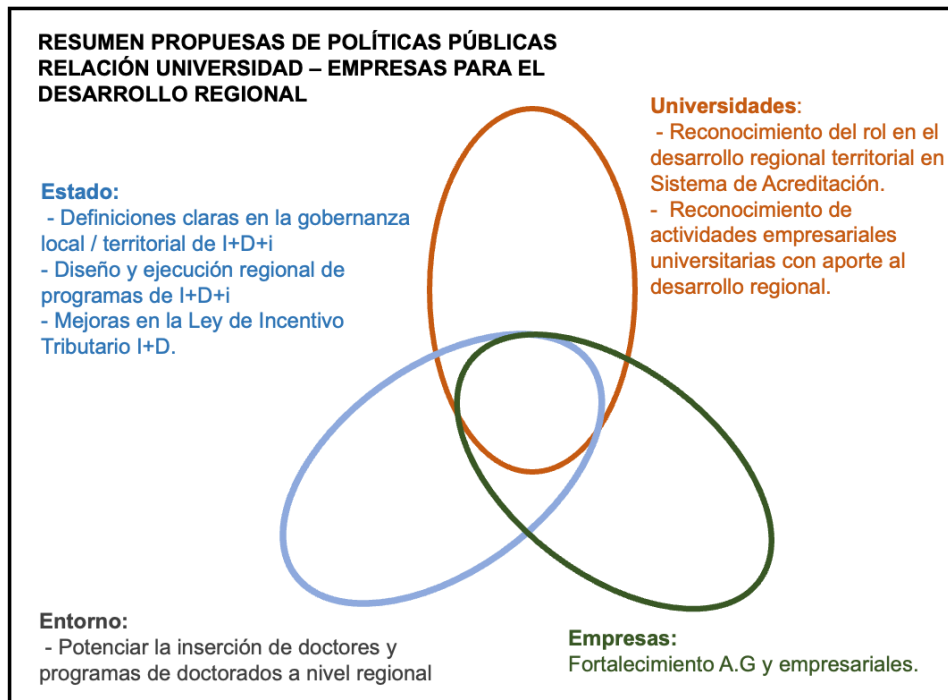 RESUMEN PROPUESAS DE POLÍTICAS PÚBLICAS
RELACIÓN UNIVERSIDAD – EMPRESAS PARA EL
DESARROLLO REGIONAL
Universidades:
- Reconocimiento del rol en el
desarrollo regional territorial en
Sistema de Acreditación.
- Reconocimiento de
actividades empresariales
universitarias con aporte al
desarrollo regional.
Estado:
- Definiciones claras en la gobernanza
local / territorial de I+D+i
- Diseño y ejecución regional de
programas de I+D+i
- Mejoras en la Ley de Incentivo
Tributario I+D.
Entorno:
- Potenciar la inserción de doctores y
programas de doctorados a nivel regional
Empresas:
Fortalecimiento A.G y empresariales.